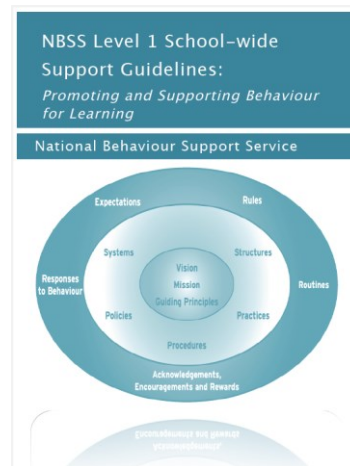 NBSS Level 1 School-wide
Support Guidelines:
Promoting and Supporting Behaviour
for Learning
National Behaviour Support Service
Expectations
Rules
Systems
Structures
Vision
Mission
Guiding Principles
Responses
to Behaviour
Routines
Policies
Practices
Procedures
Acknowledgements,
Encouragements and Rewards